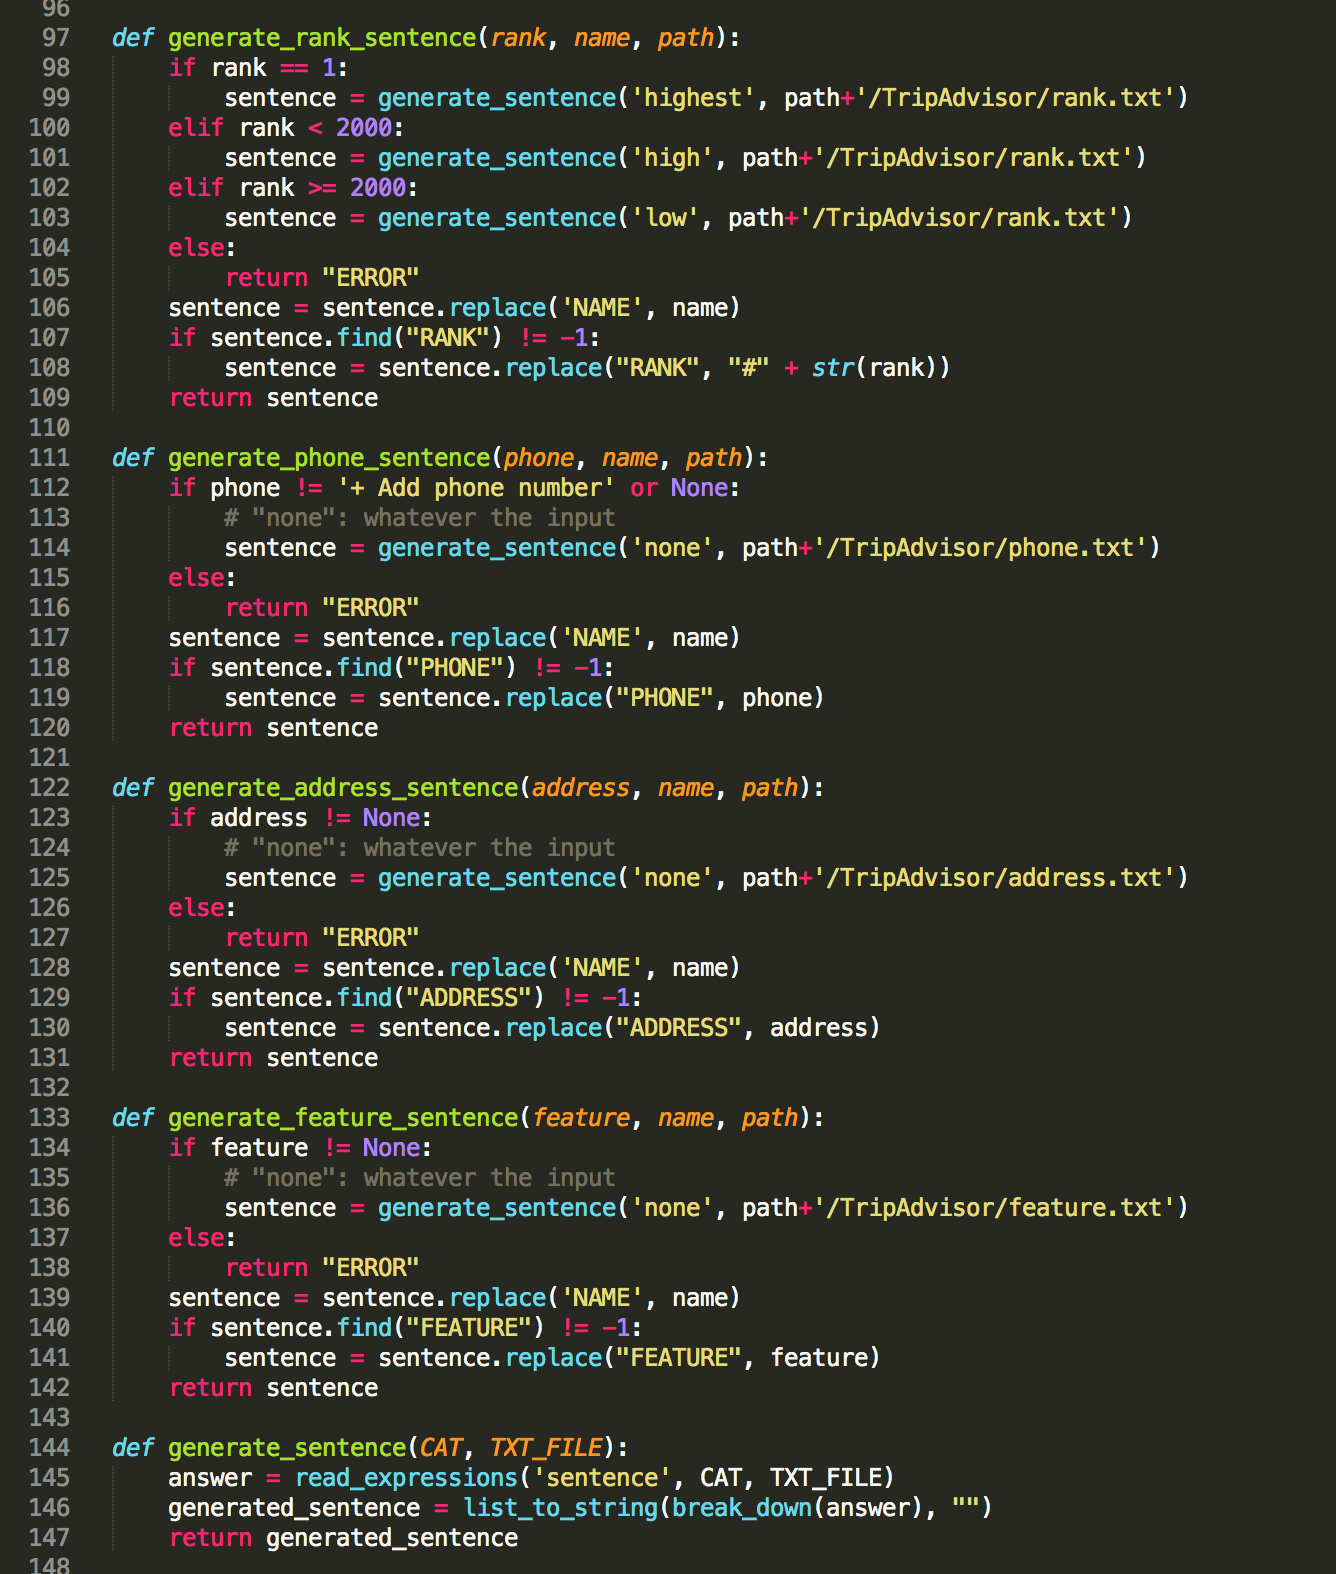 96
97 def generate_rank_sentence(rank, name, path):
98 if rank == 1:
99 sentence = generate_sentence('highest', path+'/TripAdvisor/rank.txt')
100 elif rank < 2000:
101 sentence = generate_sentence('high', path+'/TripAdvisor/rank.txt')
102 elif rank >= 2000:
103 sentence = generate_sentence('low', path+'/TripAdvisor/rank.txt')
104 else:
105 return "ERROR"
106 sentence = sentence.replace('NAME', name)
107 if sentence.find("RANK") != -1:
108 sentence = sentence.replace("RANK", "#" + str(rank))
109 return sentence
110
111 def generate_phone_sentence(phone, name, path):
112 if phone != '+ Add phone number' or None:
113 # "none": whatever the input
114 sentence = generate_sentence('none', path+'/TripAdvisor/phone.txt')
115 else:
116 return "ERROR"
117 sentence = sentence.replace('NAME', name)
118 if sentence.find("PHONE") != -1:
119 sentence = sentence.replace("PHONE", phone)
120 return sentence
121
122 def generate_address_sentence(address, name, path):
123 if address != None:
124 # "none": whatever the input
125 sentence = generate_sentence('none', path+'/TripAdvisor/address.txt')
126 else:
127 return "ERROR"
128 sentence = sentence.replace('NAME', name)
129 if sentence.find("ADDRESS") != -1:
130 sentence = sentence.replace("ADDRESS", address)
131 return sentence
132
133 def generate_feature_sentence(feature, name, path):
134 if feature != None:
135 # "none": whatever the input
136 sentence = generate_sentence('none', path+'/TripAdvisor/feature.txt')
137 else:
138 return "ERROR"
139 sentence = sentence.replace('NAME', name)
140 if sentence.find("FEATURE") != -1:
141 sentence = sentence.replace("FEATURE", feature)
142 return sentence
143
144 def generate_sentence(CAT, TXT_FILE):
145 answer = read_expressions('sentence', CAT, TXT_FILE)
146 generated_sentence = list_to_string(break_down(answer), "")
147 return generated_sentence
148